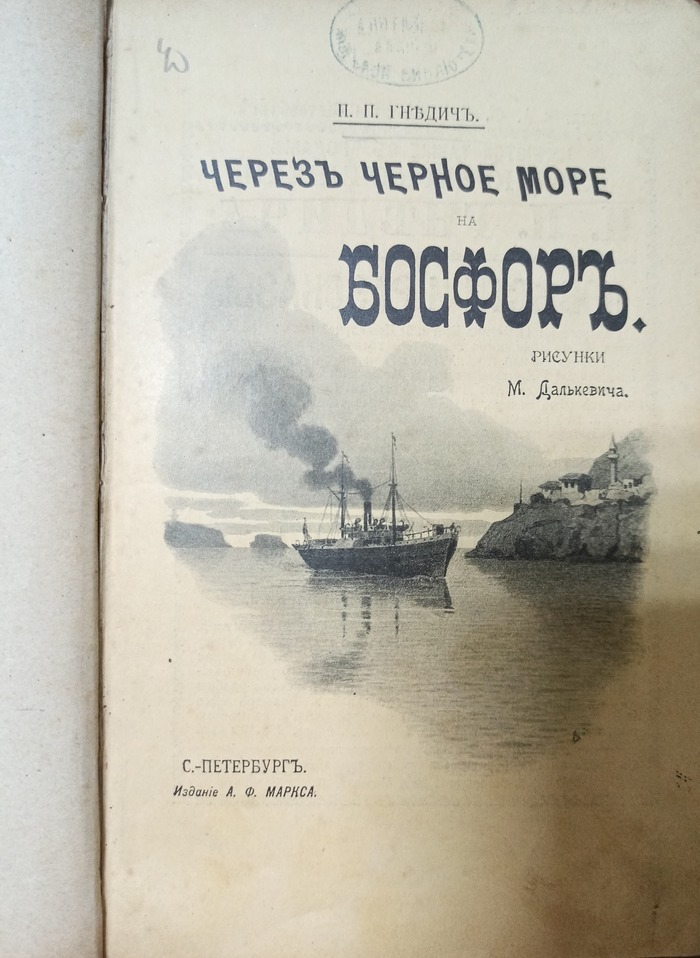 П. П. ГНѢДИЧЪ.
ЧЕРЕЗЪ ЧЕРНОЕ МОРЕ
НА
БОСФОРЪ.
РИСУНКИ
М. Далькевича.
С.-ПЕТЕРБУРГЪ.
Изданіе А. Ф. МАРКСА.